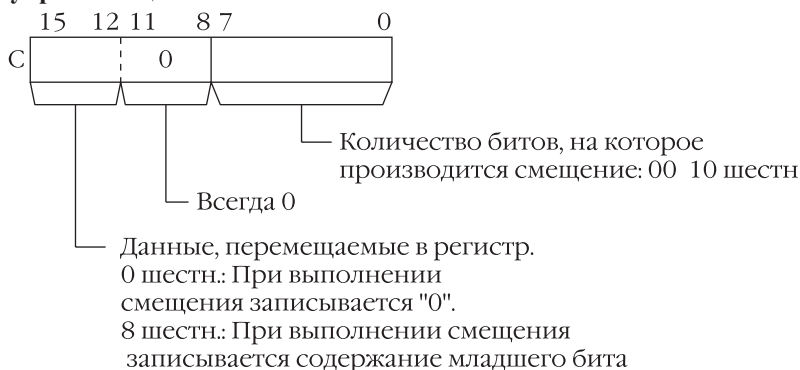 15 12 11 8 7 0
C 0
Количество битов, на которое
производится смещение: 00 10 шестн
Всегда 0
Данные, перемещаемые в регистр.
0 шестн.: При выполнении
смещения записывается "0".
8 шестн.: При выполнении смещения
записывается содержание младшего бита